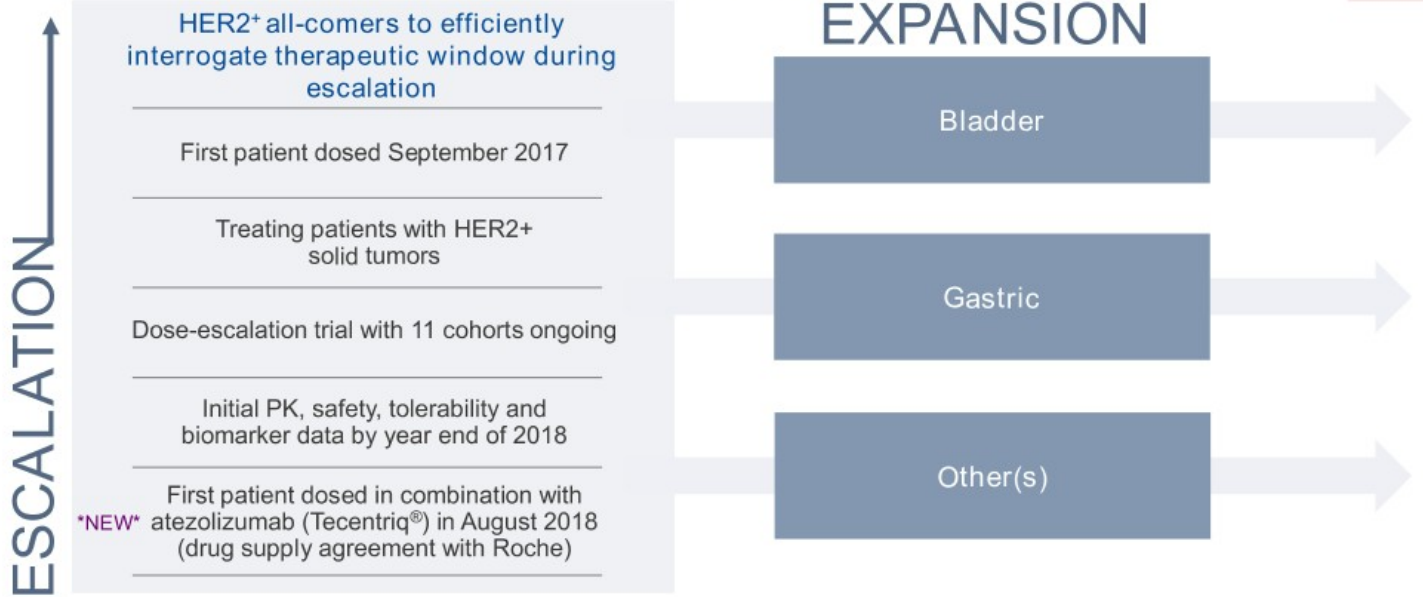 ESCALATION
HER2⁺ all-comers to efficiently
interrogate therapeutic window during
escalation
First patient dosed September 2017
Treating patients with HER2+
solid tumors
Dose-escalation trial with 11 cohorts ongoing
Initial PK, safety, tolerability and
biomarker data by year end of 2018
*NEW*
First patient dosed in combination with
atezolizumab (Tecentriq®) in August 2018
(drug supply agreement with Roche)
EXPANSION
Bladder
Gastric
Other(s)